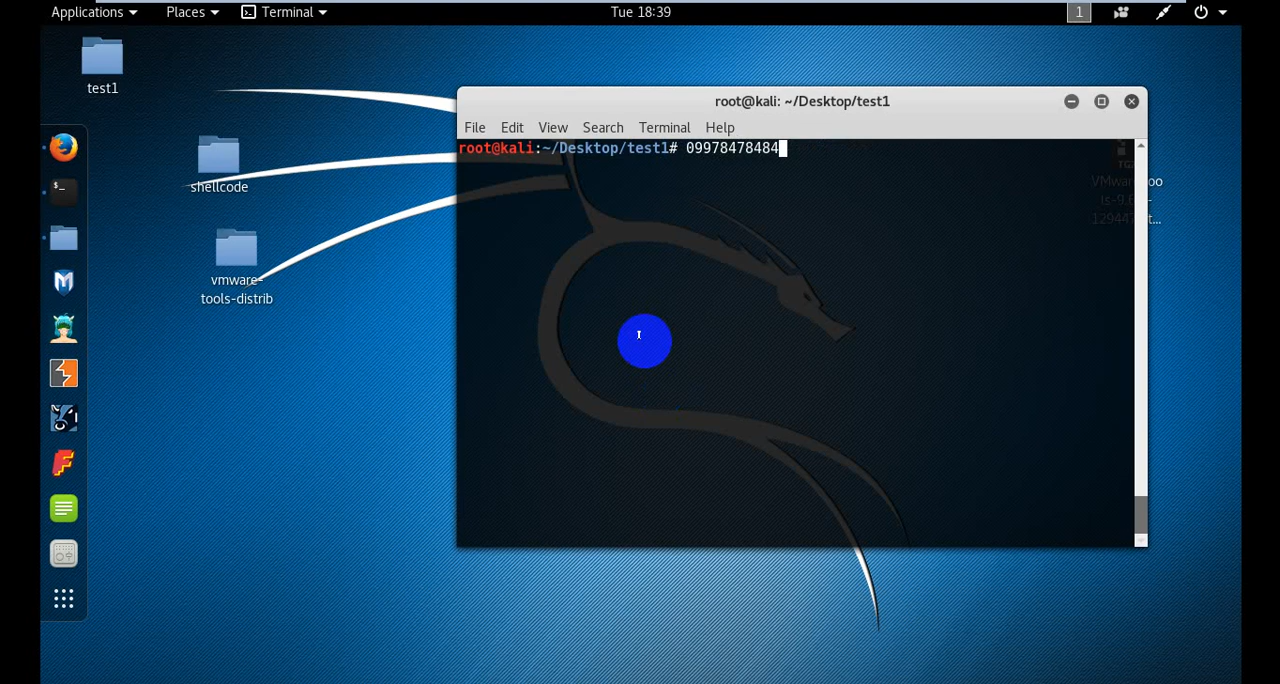 Applications Places Terminal Tue 18:39 1
test1
shellcode
vmware-
tools-distrib
root@kali: ~/Desktop/test1
File Edit View Search Terminal Help
root@kali:~/Desktop/test1# 09978478484